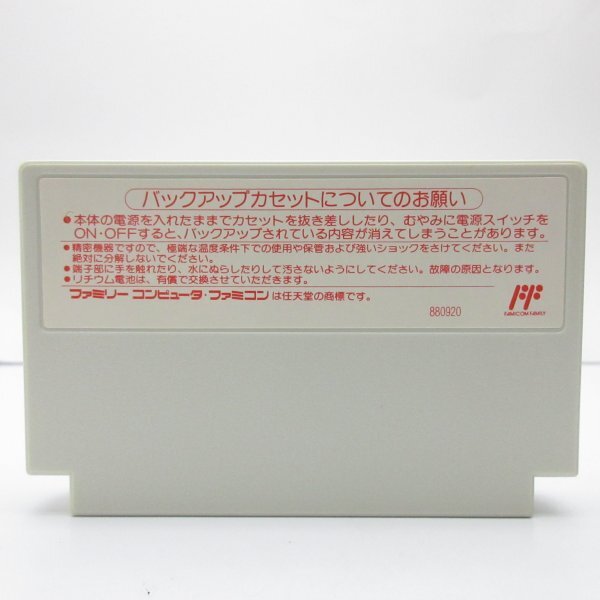 バックアップカセットについてのお願い
●本体の電源を入れたままでカセットを抜き差ししたり、むやみに電源スイッチを
ON・OFFすると、バックアップされている内容が消えてしまうことがあります。
●精密機器ですので、極端な温度条件下での使用や保管および強いショックをさけてください。また
絶対に分解しないでください。
●端子部に手を触れたり、水にぬらしたりして汚さないようにしてください。故障の原因となります。
●リチウム電池は、有償で交換させていただきます。
ファミリーコンピュータ・ファミコンは任天堂の商標です。
FAMICOM FAMILY
880920